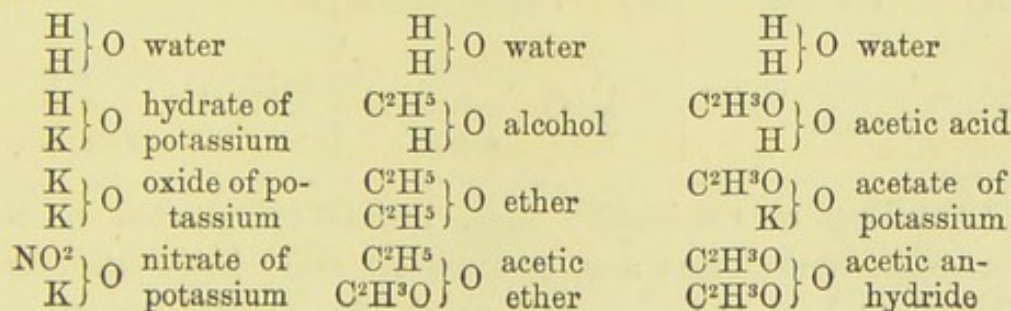 H
H } O water H
H } O water H
H } O water
H
K } O hydrate of
potassium C²H⁵
H } O alcohol C²H³O
H } O acetic acid
K
K } O oxide of po-
tassium C²H⁵
C²H⁵ } O ether C²H³O
K } O acetate of
potassium
NO²
K } O nitrate of
potassium C²H⁵
C²H³O } O acetic
ether C²H³O
C²H³O } O acetic an-
hydride